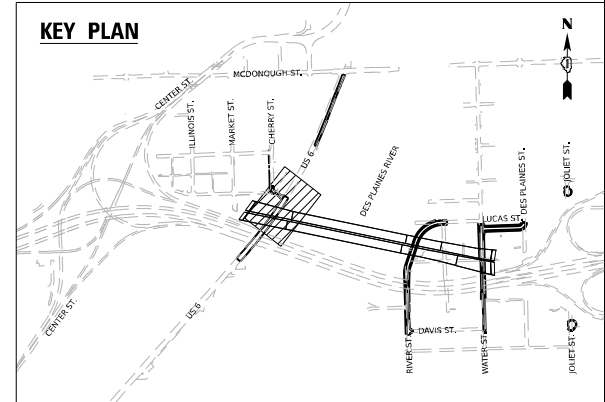 KEY PLAN
N
MCDONOUGH ST.
CENTER ST.
ILLINOIS ST.
MARKET ST.
CHERRY ST.
US 6
DES PLAINES RIVER
DES PLAINES ST.
JOLIET ST.
LUCAS ST.
CENTER ST.
US 6
DAVIS ST.
RIVER ST.
WATER ST.
JOLIET ST.